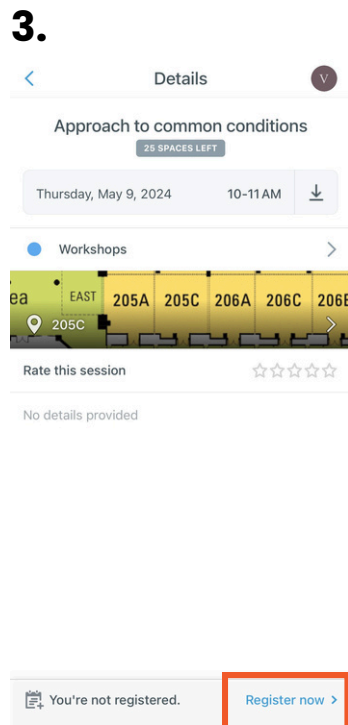 3.
Details
V
Approach to common conditions
25 SPACES LEFT
Thursday, May 9, 2024 10-11 AM
Workshops
ea EAST 205A 205C 206A 206C 206E
205C
Rate this session
No details provided
You're not registered. Register now